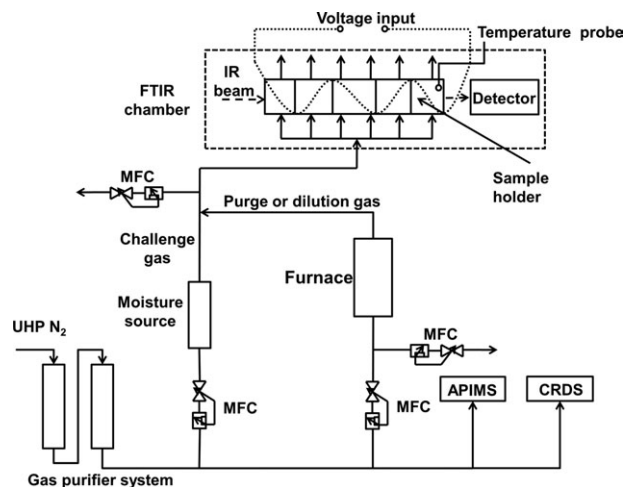 Voltage input
Temperature probe
FTIR
chamber
IR
beam
Detector
MFC
A
Sample
holder
Purge or dilution gas
Challenge
gas
Furnace
Moisture
source
UHP N₂
MFC
A
APIMS
CRDS
MFC
A
MFC
A
Gas purifier system